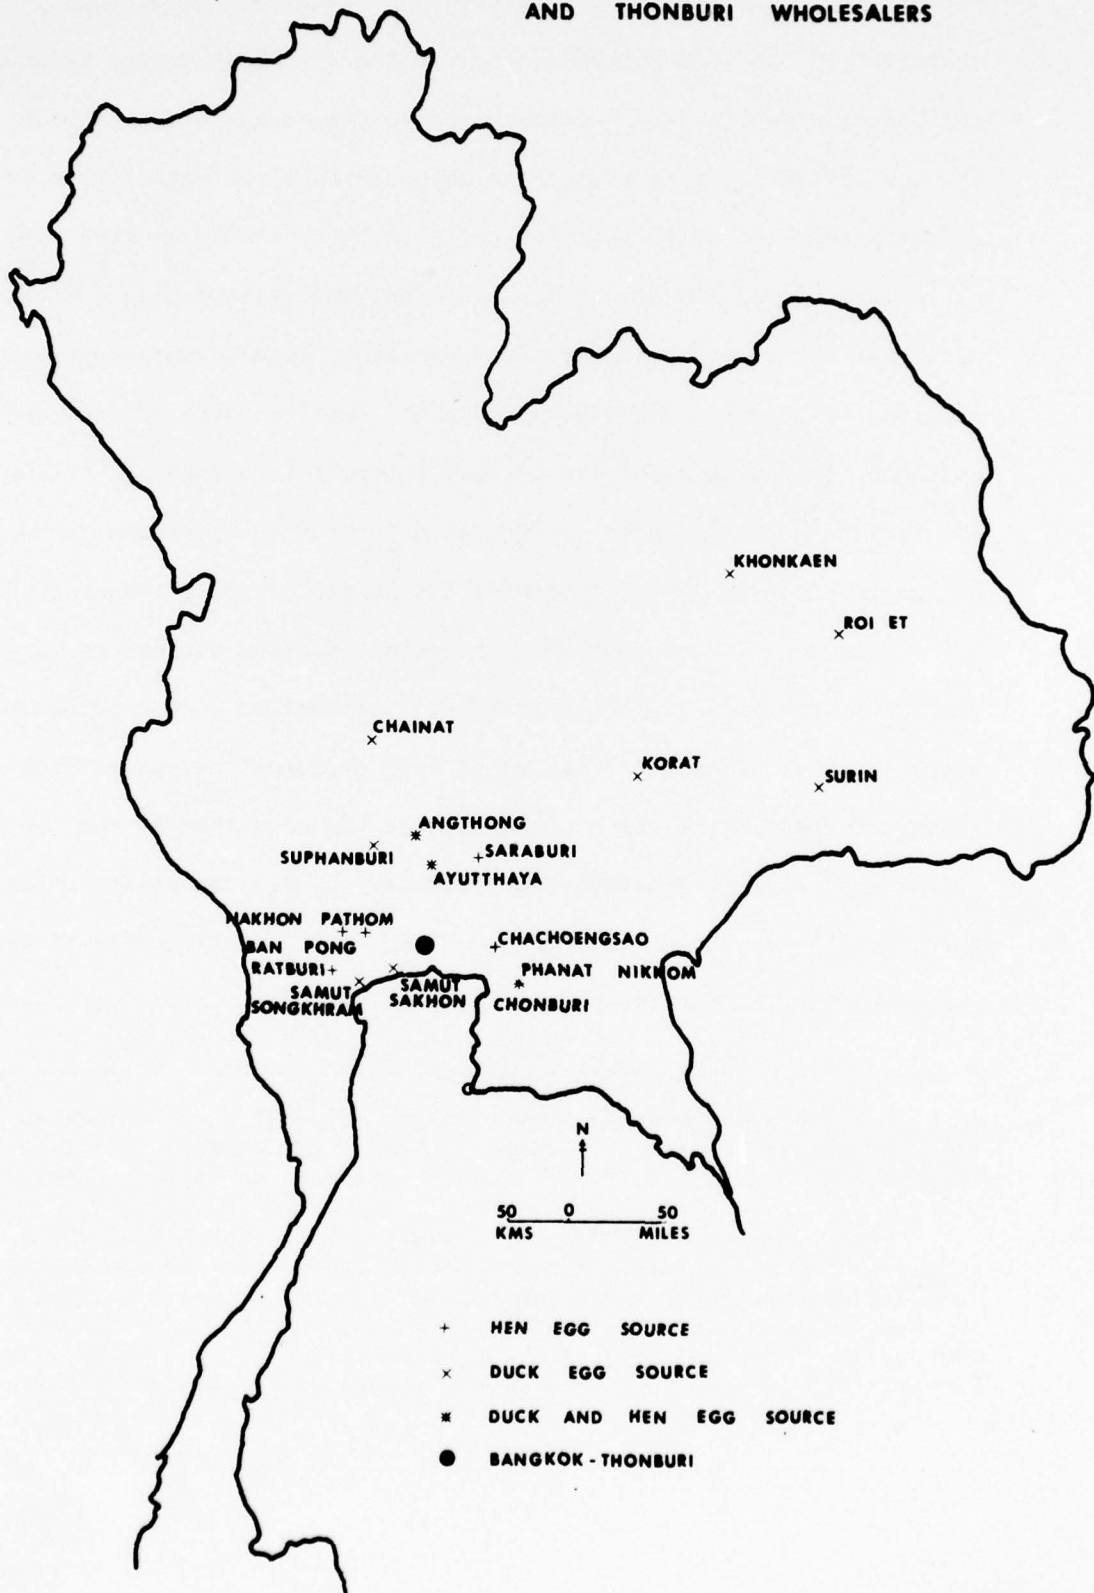 AND THONBURI WHOLESALERS
KHONKAEN
ROI ET
CHAINAT
KORAT
SURIN
ANGTHONG
SUPHANBURI
SARABURI
AYUTTHAYA
NAKHON PATHOM
BAN PONG
CHACHOENGSAO
RATBURI
PHANAT NIKHOM
SAMUT
SONGKHRAM
SAMUT
SAKHON
CHONBURI
N
50 0 50
KMS MILES
+ HEN EGG SOURCE
× DUCK EGG SOURCE
* DUCK AND HEN EGG SOURCE
● BANGKOK - THONBURI